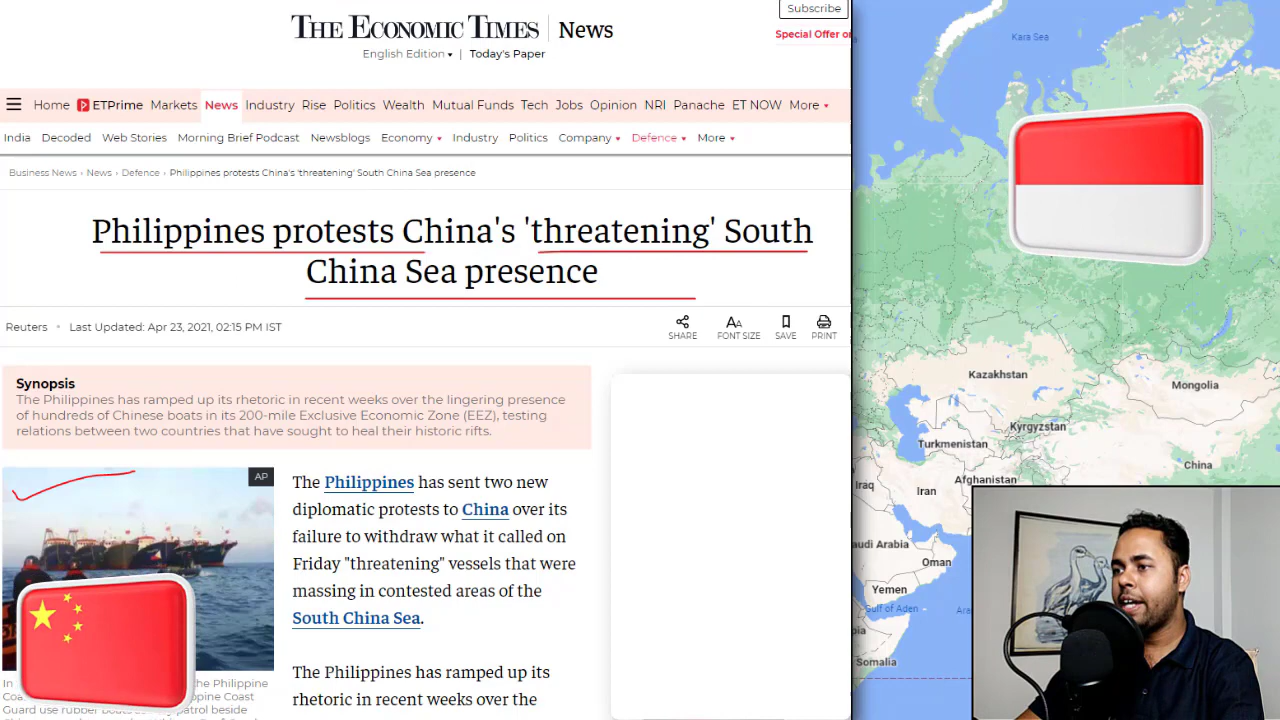 THE ECONOMIC TIMES | News
Subscribe
Special Offer
English Edition ▾ | Today's Paper
Home ETPrime Markets News Industry Rise Politics Wealth Mutual Funds Tech Jobs Opinion NRI Panache ET NOW More ▾
India Decoded Web Stories Morning Brief Podcast Newsblogs Economy ▾ Industry Politics Company ▾ Defence ▾ More ▾
Business News › News › Defence › Philippines protests China's 'threatening' South China Sea presence
Philippines protests China's 'threatening' South
China Sea presence
Reuters • Last Updated: Apr 23, 2021, 02:15 PM IST
SHARE
FONT SIZE
SAVE
PRINT
Synopsis
The Philippines has ramped up its rhetoric in recent weeks over the lingering presence
of hundreds of Chinese boats in its 200-mile Exclusive Economic Zone (EEZ), testing
relations between two countries that have sought to heal their historic rifts.
AP
The Philippines has sent two new
diplomatic protests to China over its
failure to withdraw what it called on
Friday "threatening" vessels that were
massing in contested areas of the
South China Sea.
The Philippines has ramped up its
rhetoric in recent weeks over the
In
the Philippine
Guard use rubber
patrol beside
Kara Sea
Kazakhstan
Mongolia
Kyrgyzstan
Turkmenistan
China
Afghanistan
Iraq
Iran
Oman
Yemen
Gulf of Aden
Somalia